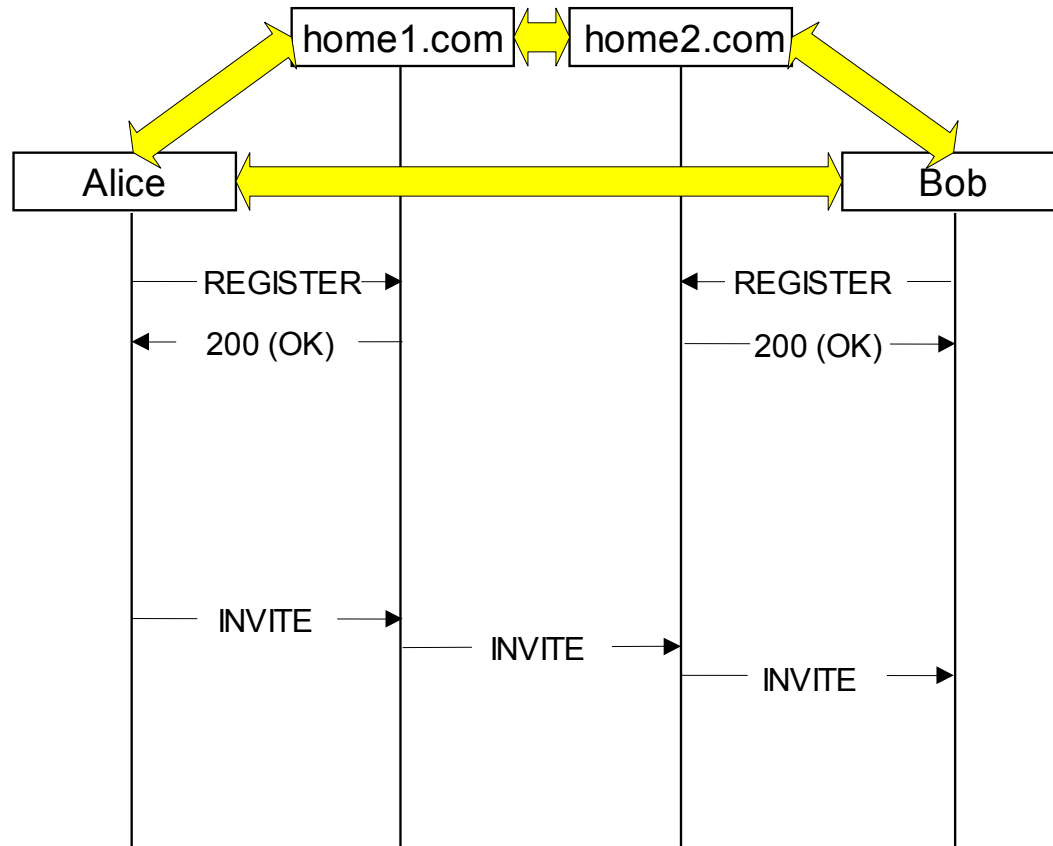 home1.com
home2.com
Alice
Bob
REGISTER
REGISTER
200 (OK)
200 (OK)
INVITE
INVITE
INVITE